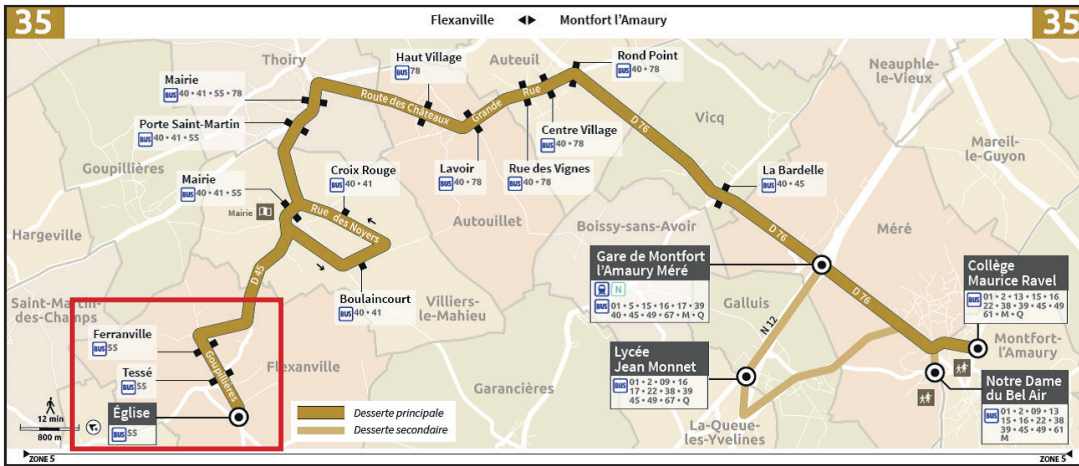 35
Flexanville ◄► Montfort l'Amaury
35
Thoiry
Haut Village
BUS 78
Auteuil
Rond Point
BUS 40 • 78
Neauphle-
le-Vieux
Mairie
BUS 40 • 41 • 55 • 78
Route des Châteaux
Grande
Rue
D 76
Porte Saint-Martin
BUS 40 • 41 • 55
Centre Village
BUS 40 • 78
Vicq
Mareil-
le-Guyon
Goupillières
Lavoir
BUS 40 • 78
Rue des Vignes
BUS 40 • 78
La Bardelle
BUS 40 • 45
Mairie
BUS 40 • 41 • 55
Croix Rouge
BUS 40 • 41
Mairie
Rue des Noyers
Autouillet
Boissy-sans-Avoir
D 76
Méré
Hargeville
D 45
Gare de Montfort
l'Amaury Méré
N
BUS 01 • 5 • 15 • 16 • 17 • 39
40 • 45 • 49 • 67 • M • Q
Collège
Maurice Ravel
BUS 01 • 2 • 13 • 15 • 16
22 • 38 • 39 • 45 • 49
61 • M • Q
Saint-Martin-
des-Champs
Boulaincourt
BUS 40 • 41
Villiers-
le-Mahieu
Galluis
D 76
N 12
Ferranville
BUS 55
Goupillières
Montfort-
l'Amaury
Tessé
BUS 55
Flexanville
Garancières
Lycée
Jean Monnet
BUS 01 • 2 • 09 • 16
17 • 22 • 38 • 39
45 • 49 • 67 • Q
Notre Dame
du Bel Air
BUS 01 • 2 • 09 • 13
15 • 16 • 22 • 38
39 • 45 • 49 • 61
M
Église
BUS 55
12 min
800 m
Desserte principale
Desserte secondaire
La-Queue-
les-Yvelines
ZONE 5
ZONE 5